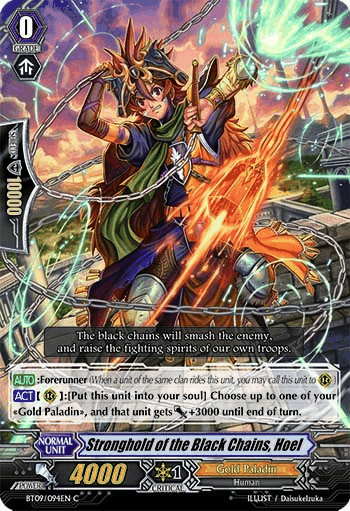 0
GRADE
10000
The black chains will smash the enemy,
and raise the fighting spirits of our own troops.
AUTO :Forerunner (When a unit of the same clan rides this unit, you may call this unit to
ACT [ ]:[Put this unit into your soul] Choose up to one of your
«Gold Paladin», and that unit gets +3000 until end of turn.
NORMAL UNIT
Stronghold of the Black Chains, Hoel
POWER
4000
1
CRITICAL
Gold Paladin
Human
BT09/094EN C
ILLUST / DaisukeIzuka